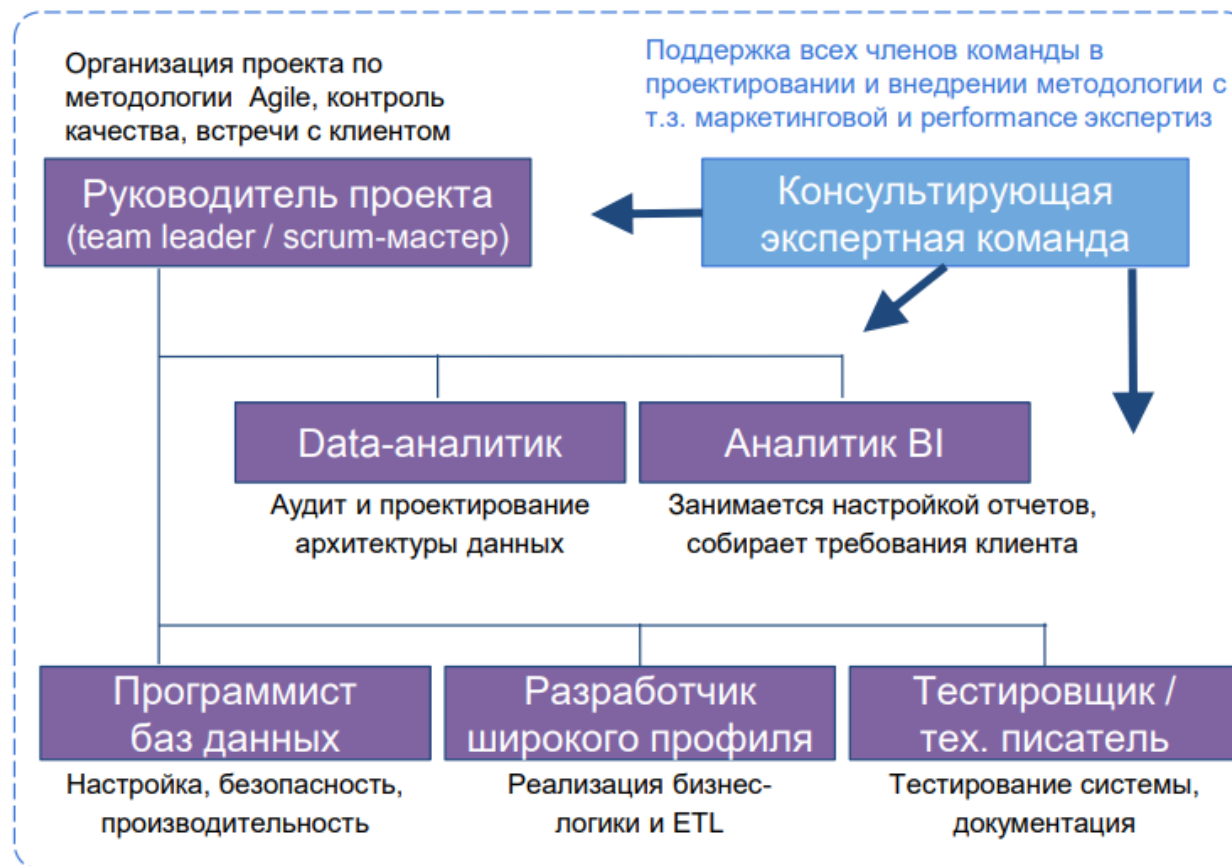 Организация проекта по
методологии Agile, контроль
качества, встречи с клиентом
Поддержка всех членов команды в
проектировании и внедрении методологии с
т.з. маркетинговой и performance экспертиз
Руководитель проекта
(team leader / scrum-мастер)
Консультирующая
экспертная команда
Data-аналитик
Аудит и проектирование
архитектуры данных
Аналитик BI
Занимается настройкой отчетов,
собирает требования клиента
Программист
баз данных
Настройка, безопасность,
производительность
Разработчик
широкого профиля
Реализация бизнес-
логики и ETL
Тестировщик /
тех. писатель
Тестирование системы,
документация